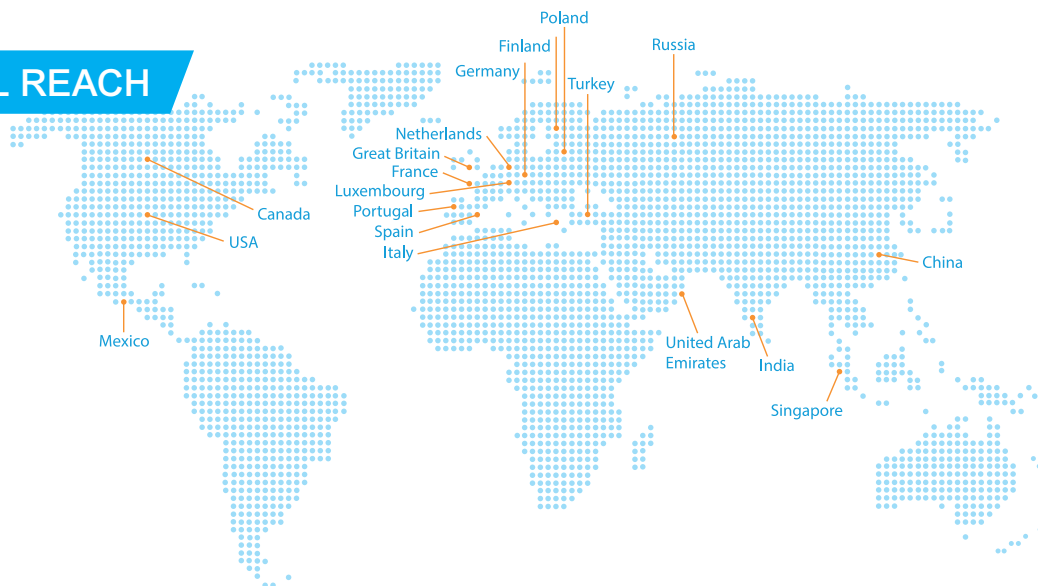 L REACH
Poland
Finland
Russia
Germany
Turkey
Netherlands
Great Britain
France
Luxembourg
Portugal
Spain
Italy
Canada
USA
China
Mexico
United Arab
Emirates
India
Singapore